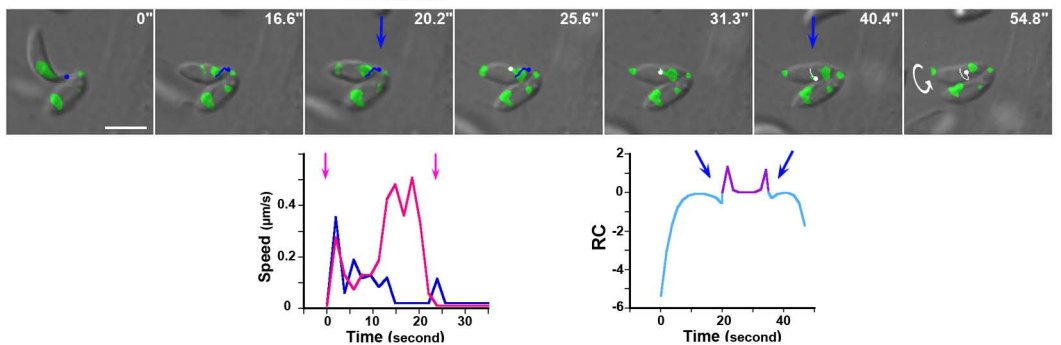 0" 16.6" 20.2" 25.6" 31.3" 40.4" 54.8"
Speed (μm/s)
0.4
0.2
0
0 10 20 30
Time (second)
RC
2
0
-2
-4
-6
0 20 40
Time (second)